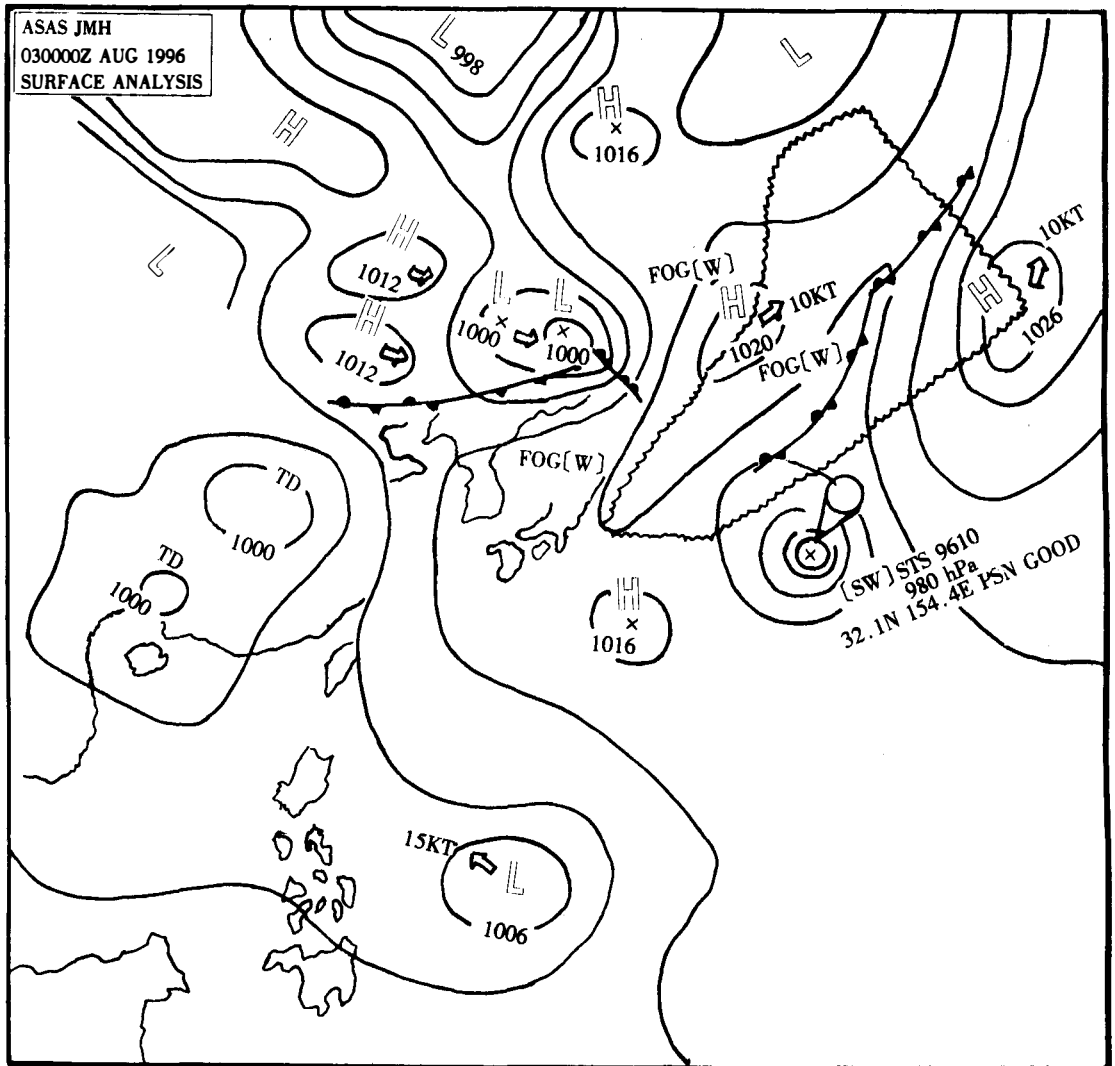 ASAS JMH
030000Z AUG 1996
SURFACE ANALYSIS
L
998
L
H
H
1016
L
H
1012
FOG[W]
10KT
H
10KT
H
1020
1026
L
1000
L
1000
H
1012
FOG[W]
FOG[W]
TD
1000
TD
1000
[SW] STS 9610
980 hPa
32.1N 154.4E PSN GOOD
H
1016
15KT
L
1006